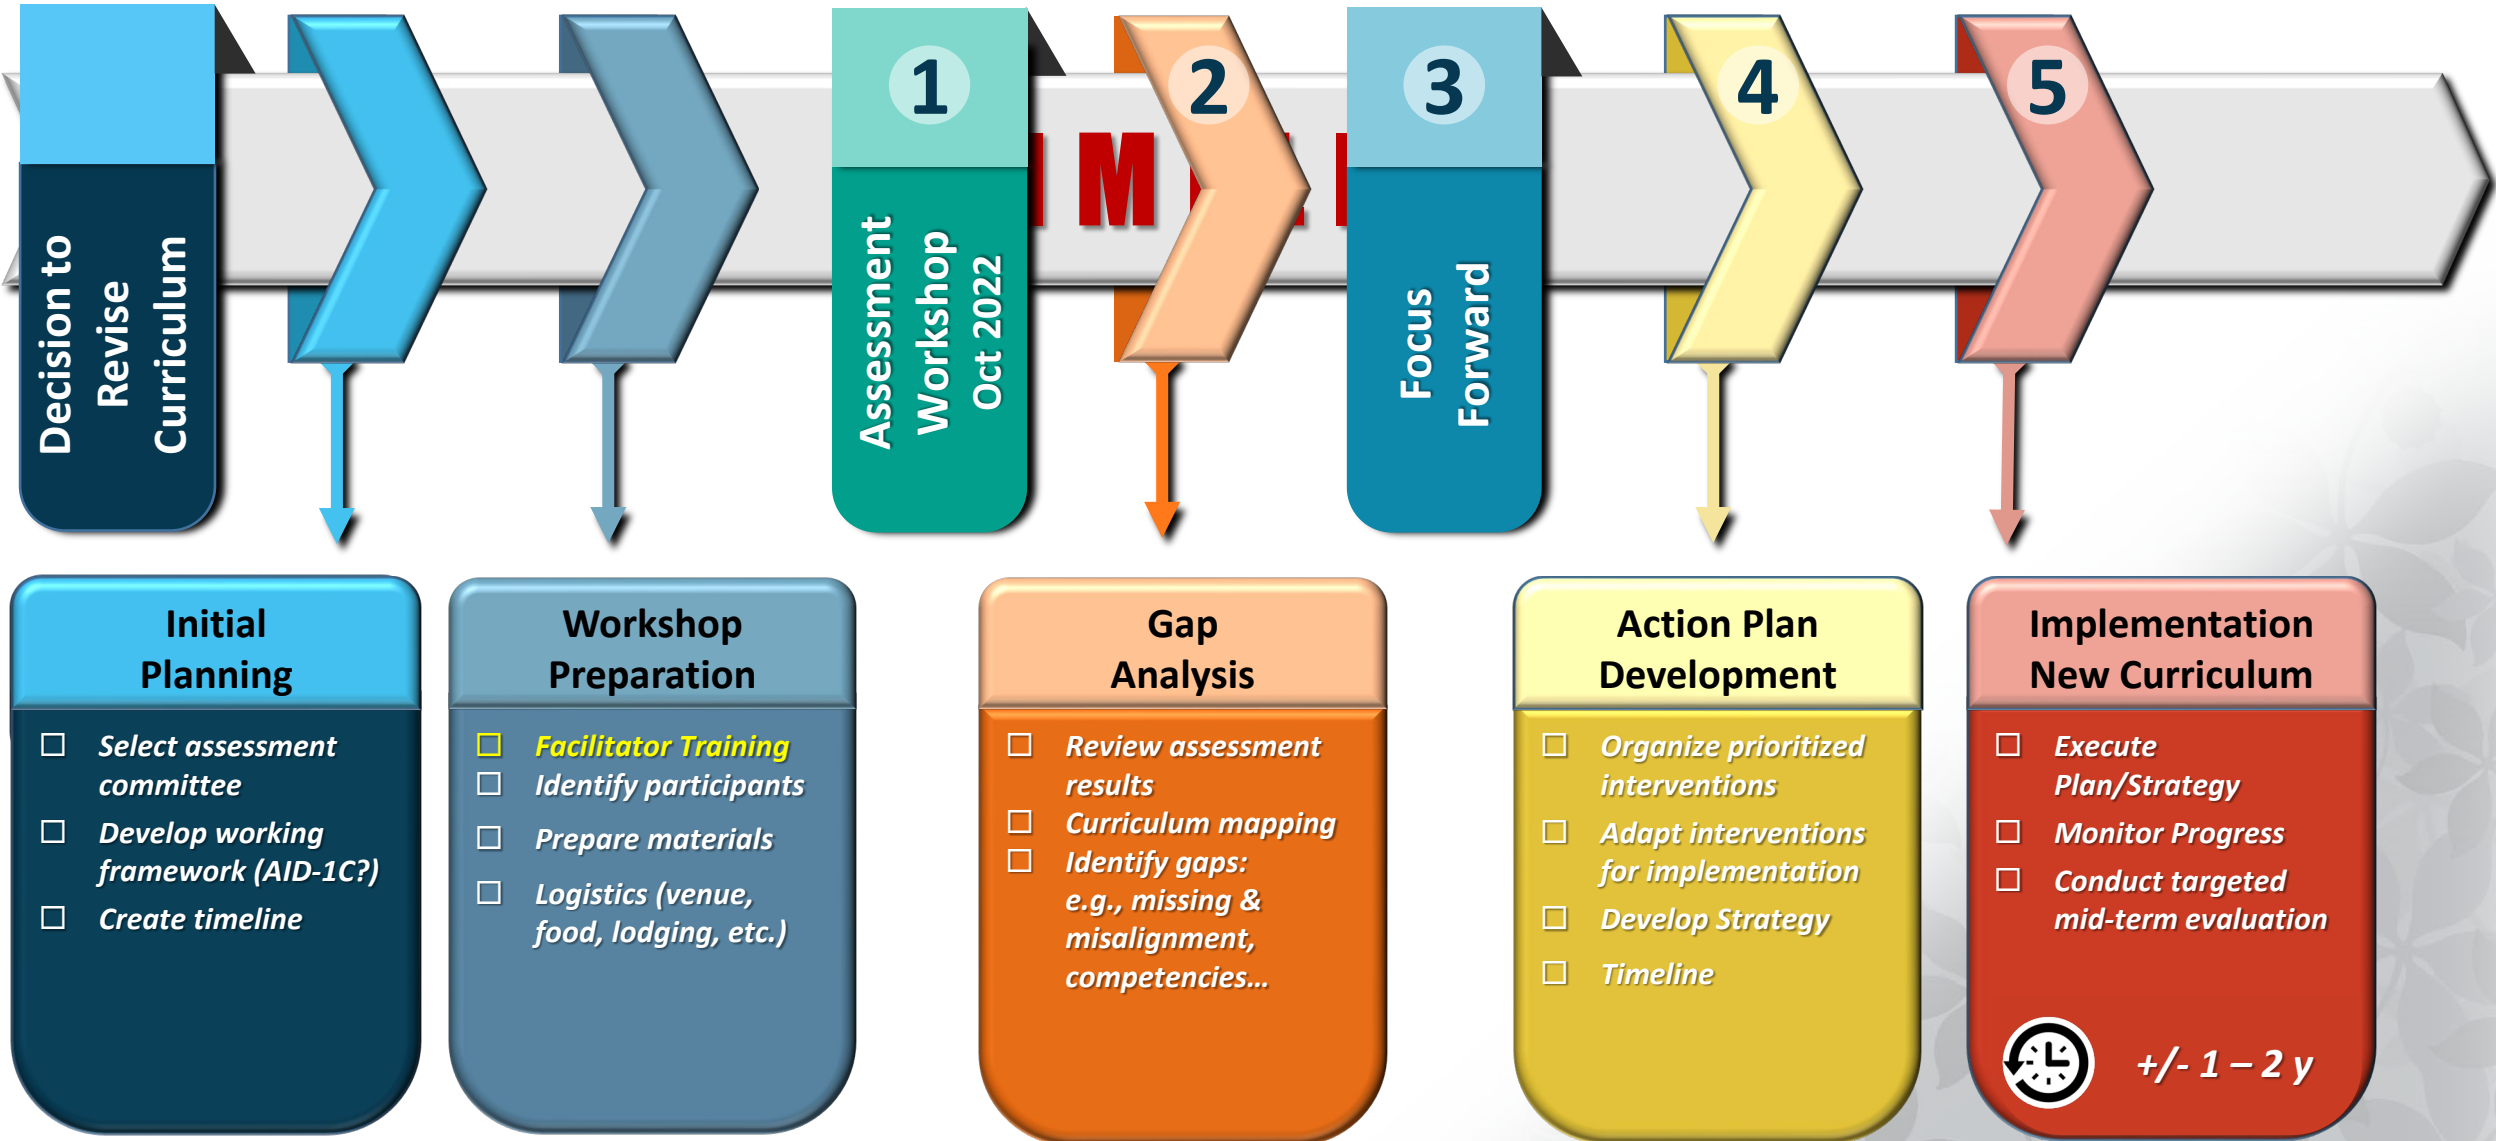 Decision to
Revise
Curriculum
1
Assessment
Workshop
Oct 2022
2
3
Focus
Forward
4
5
Initial
Planning
☐ Select assessment
committee
☐ Develop working
framework (AID-1C?)
☐ Create timeline
Workshop
Preparation
☐ Facilitator Training
☐ Identify participants
☐ Prepare materials
☐ Logistics (venue,
food, lodging, etc.)
Gap
Analysis
☐ Review assessment
results
☐ Curriculum mapping
☐ Identify gaps:
e.g., missing &
misalignment,
competencies…
Action Plan
Development
☐ Organize prioritized
interventions
☐ Adapt interventions
for implementation
☐ Develop Strategy
☐ Timeline
Implementation
New Curriculum
☐ Execute
Plan/Strategy
☐ Monitor Progress
☐ Conduct targeted
mid-term evaluation
+/- 1 – 2 y